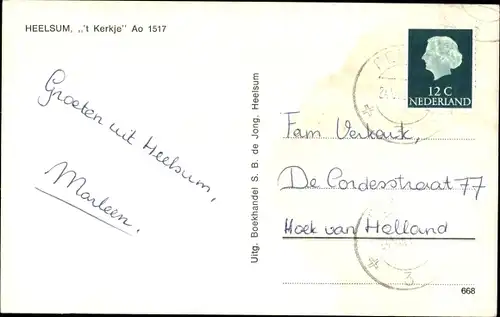 HEELSUM, ,,'t Kerkje" Ao 1517
Groeten uit Heelsum,
Marleen.
Uitg. Boekhandel S. B. de Jong, Heelsum
12 C
NEDERLAND
Fam Verkaik,
De Cordesstraat 77
Hoek van Holland
3
668